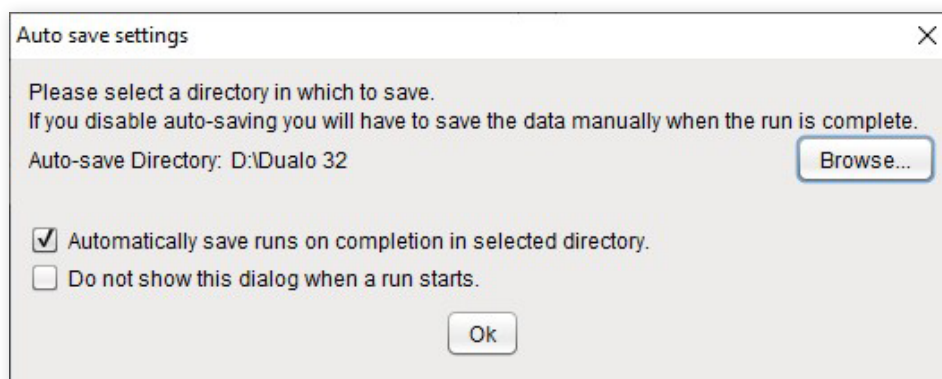 Auto save settings
Please select a directory in which to save.
If you disable auto-saving you will have to save the data manually when the run is complete.
Auto-save Directory: D:\Dualo 32 Browse...
Automatically save runs on completion in selected directory.
Do not show this dialog when a run starts.
Ok